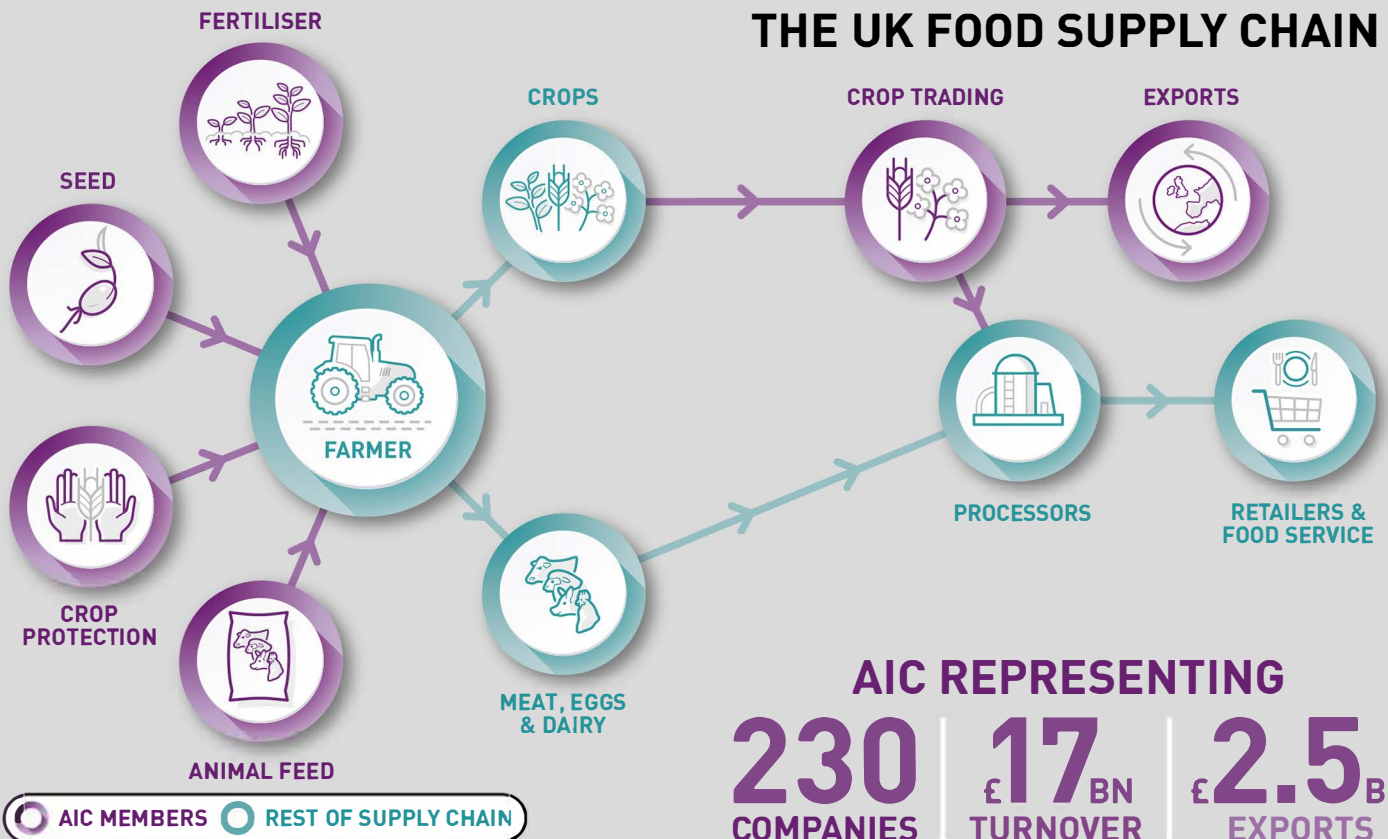 THE UK FOOD SUPPLY CHAIN
FERTILISER
SEED
CROP
PROTECTION
ANIMAL FEED
FARMER
CROPS
MEAT, EGGS
& DAIRY
CROP TRADING
EXPORTS
PROCESSORS
RETAILERS &
FOOD SERVICE
AIC MEMBERS REST OF SUPPLY CHAIN
AIC REPRESENTING
230 £17BN £2.5B
COMPANIES TURNOVER EXPORTS